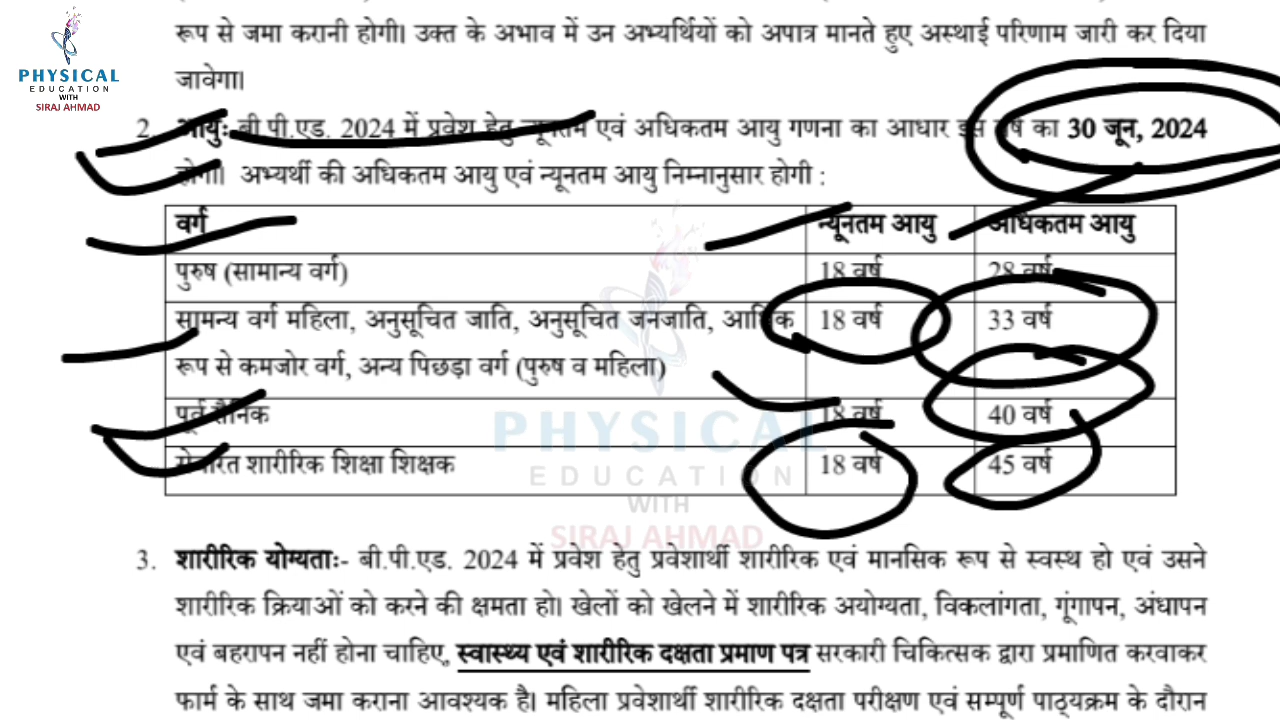 PHYSICAL
EDUCATION
WITH
SIRAJ AHMAD
रूप से जमा करानी होगी। उक्त के अभाव में उन अभ्यर्थियों को अपात्र मानते हुए अस्थाई परिणाम जारी कर दिया
जावेगा।
2. आयुः बी.पी.एड. 2024 में प्रवेश हेतु न्यूनतम एवं अधिकतम आयु गणना का आधार इस वर्ष का 30 जून, 2024
होगा। अभ्यर्थी की अधिकतम आयु एवं न्यूनतम आयु निम्नानुसार होगी :
वर्ग न्यूनतम आयु अधिकतम आयु
पुरुष (सामान्य वर्ग) 18 वर्ष 28 वर्ष
सामन्य वर्ग महिला, अनुसूचित जाति, अनुसूचित जनजाति, आर्थिक 18 वर्ष 33 वर्ष
रूप से कमजोर वर्ग, अन्य पिछड़ा वर्ग (पुरुष व महिला)
पूर्व सैनिक 18 वर्ष 40 वर्ष
सेवारत शारीरिक शिक्षा शिक्षक 18 वर्ष 45 वर्ष
PHYSICAL
EDUCATION
WITH
SIRAJ AHMAD
3. शारीरिक योग्यताः- बी.पी.एड. 2024 में प्रवेश हेतु प्रवेशार्थी शारीरिक एवं मानसिक रूप से स्वस्थ हो एवं उसने
शारीरिक क्रियाओं को करने की क्षमता हो। खेलों को खेलने में शारीरिक अयोग्यता, विकलांगता, गूंगापन, अंधापन
एवं बहरापन नहीं होना चाहिए, स्वास्थ्य एवं शारीरिक दक्षता प्रमाण पत्र सरकारी चिकित्सक द्वारा प्रमाणित करवाकर
फार्म के साथ जमा कराना आवश्यक है। महिला प्रवेशार्थी शारीरिक दक्षता परीक्षण एवं सम्पूर्ण पाठ्यक्रम के दौरान